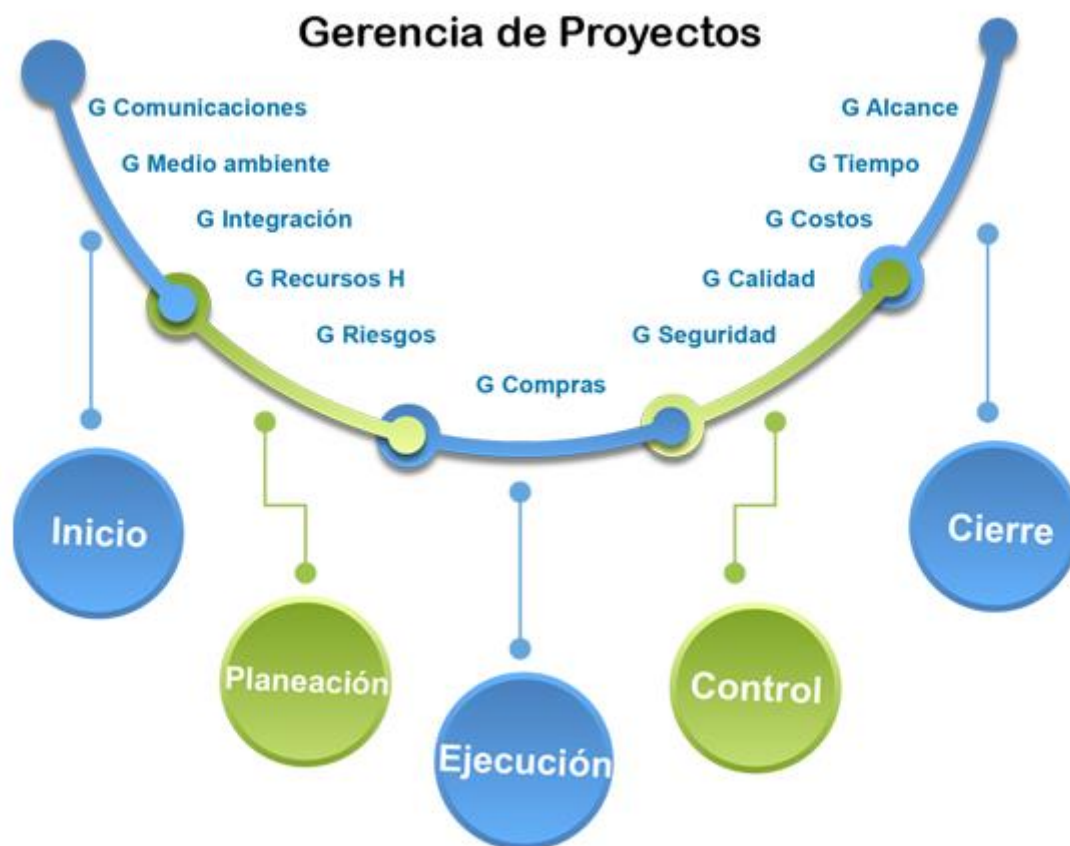 Gerencia de Proyectos
G Comunicaciones
G Medio ambiente
G Integración
G Recursos H
G Riesgos
G Compras
G Alcance
G Tiempo
G Costos
G Calidad
G Seguridad
Inicio
Planeación
Ejecución
Control
Cierre